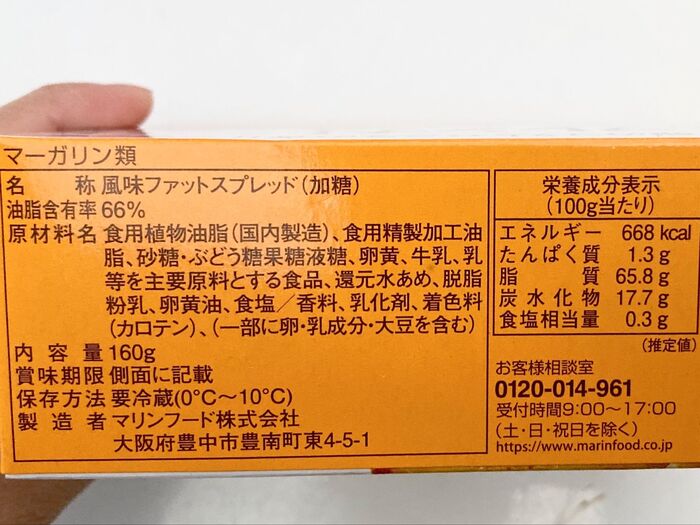 マーガリン類
名称 風味ファットスプレッド(加糖)
油脂含有率 66%
原材料名 食用植物油脂(国内製造)、食用精製加工油
脂、砂糖・ぶどう糖果糖液糖、卵黄、牛乳、乳
等を主要原料とする食品、還元水あめ、脱脂
粉乳、卵黄油、食塩/香料、乳化剤、着色料
(カロテン)、(一部に卵・乳成分・大豆を含む)
内容量 160g
賞味期限 側面に記載
保存方法 要冷蔵(0°C~10°C)
製造者 マリンフード株式会社
大阪府豊中市豊南町東4-5-1
栄養成分表示
(100g当たり)
エネルギー 668 kcal
たんぱく質 1.3 g
脂質 65.8 g
炭水化物 17.7 g
食塩相当量 0.3 g
(推定値)
お客様相談室
0120-014-961
受付時間9:00~17:00
(土・日・祝日を除く)
https://www.marinfood.co.jp